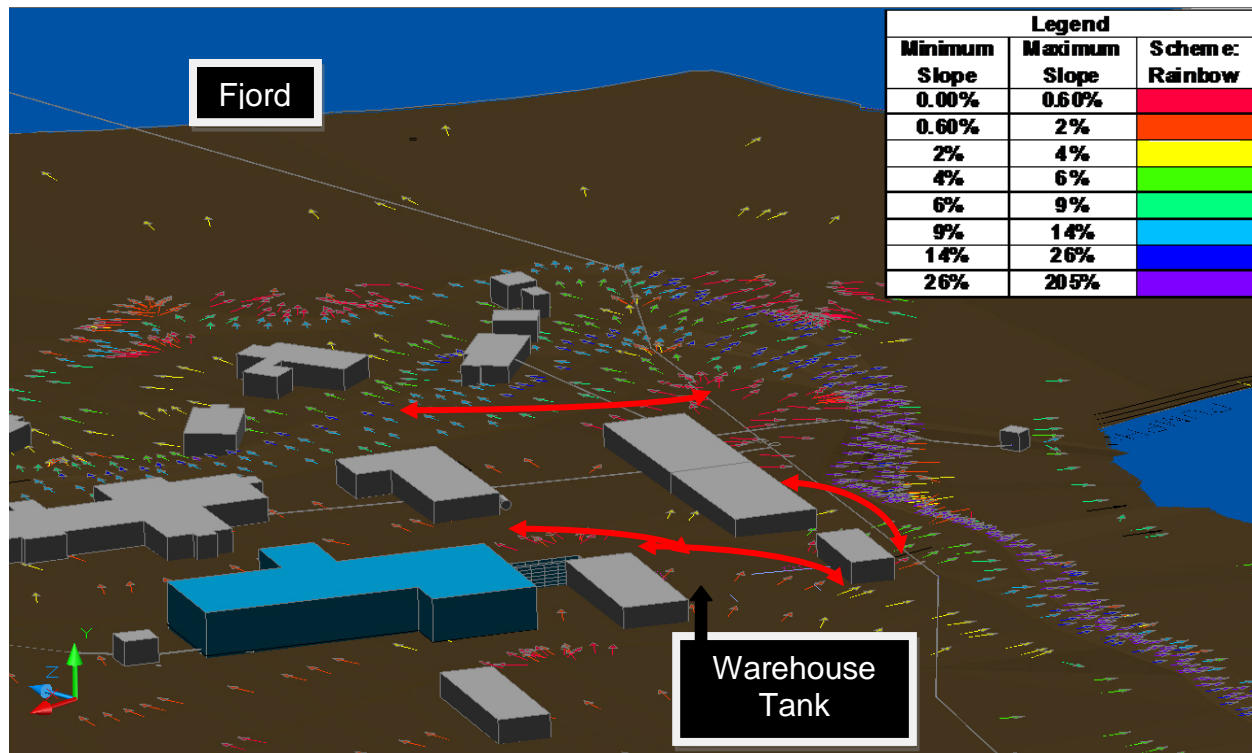 Fjord
Legend
Minimum Slope Maximum Slope Scheme: Rainbow
0.00% 0.60%
0.60% 2%
2% 4%
4% 6%
6% 9%
9% 14%
14% 26%
26% 205%
Y
Z
Warehouse
Tank